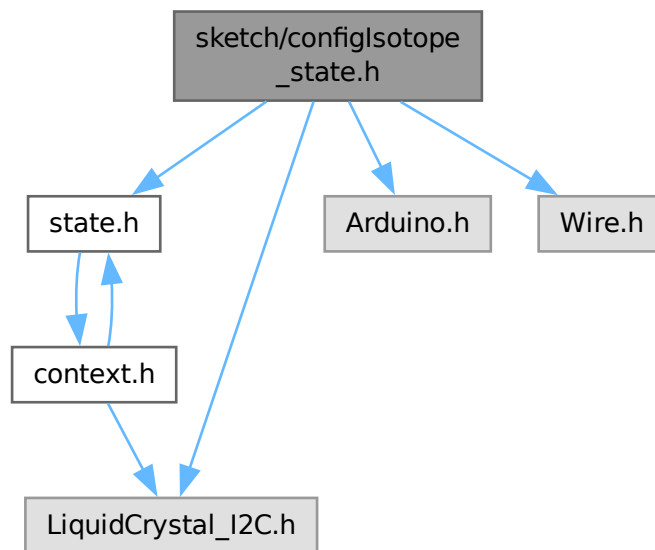 sketch/configIsotope
_state.h
state.h
Arduino.h
Wire.h
context.h
LiquidCrystal_I2C.h